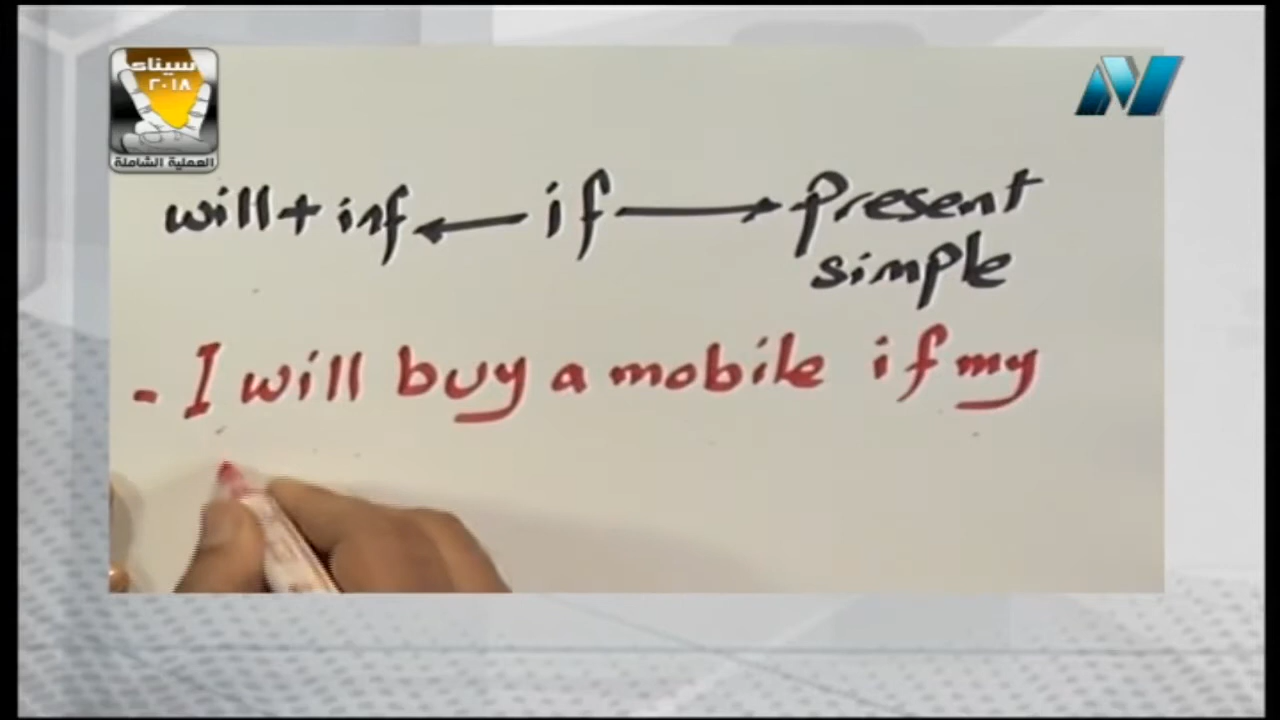 سيناء
٢٠١٨
العملية الشاملة
will + inf ← if → present
simple
- I will buy a mobile if my